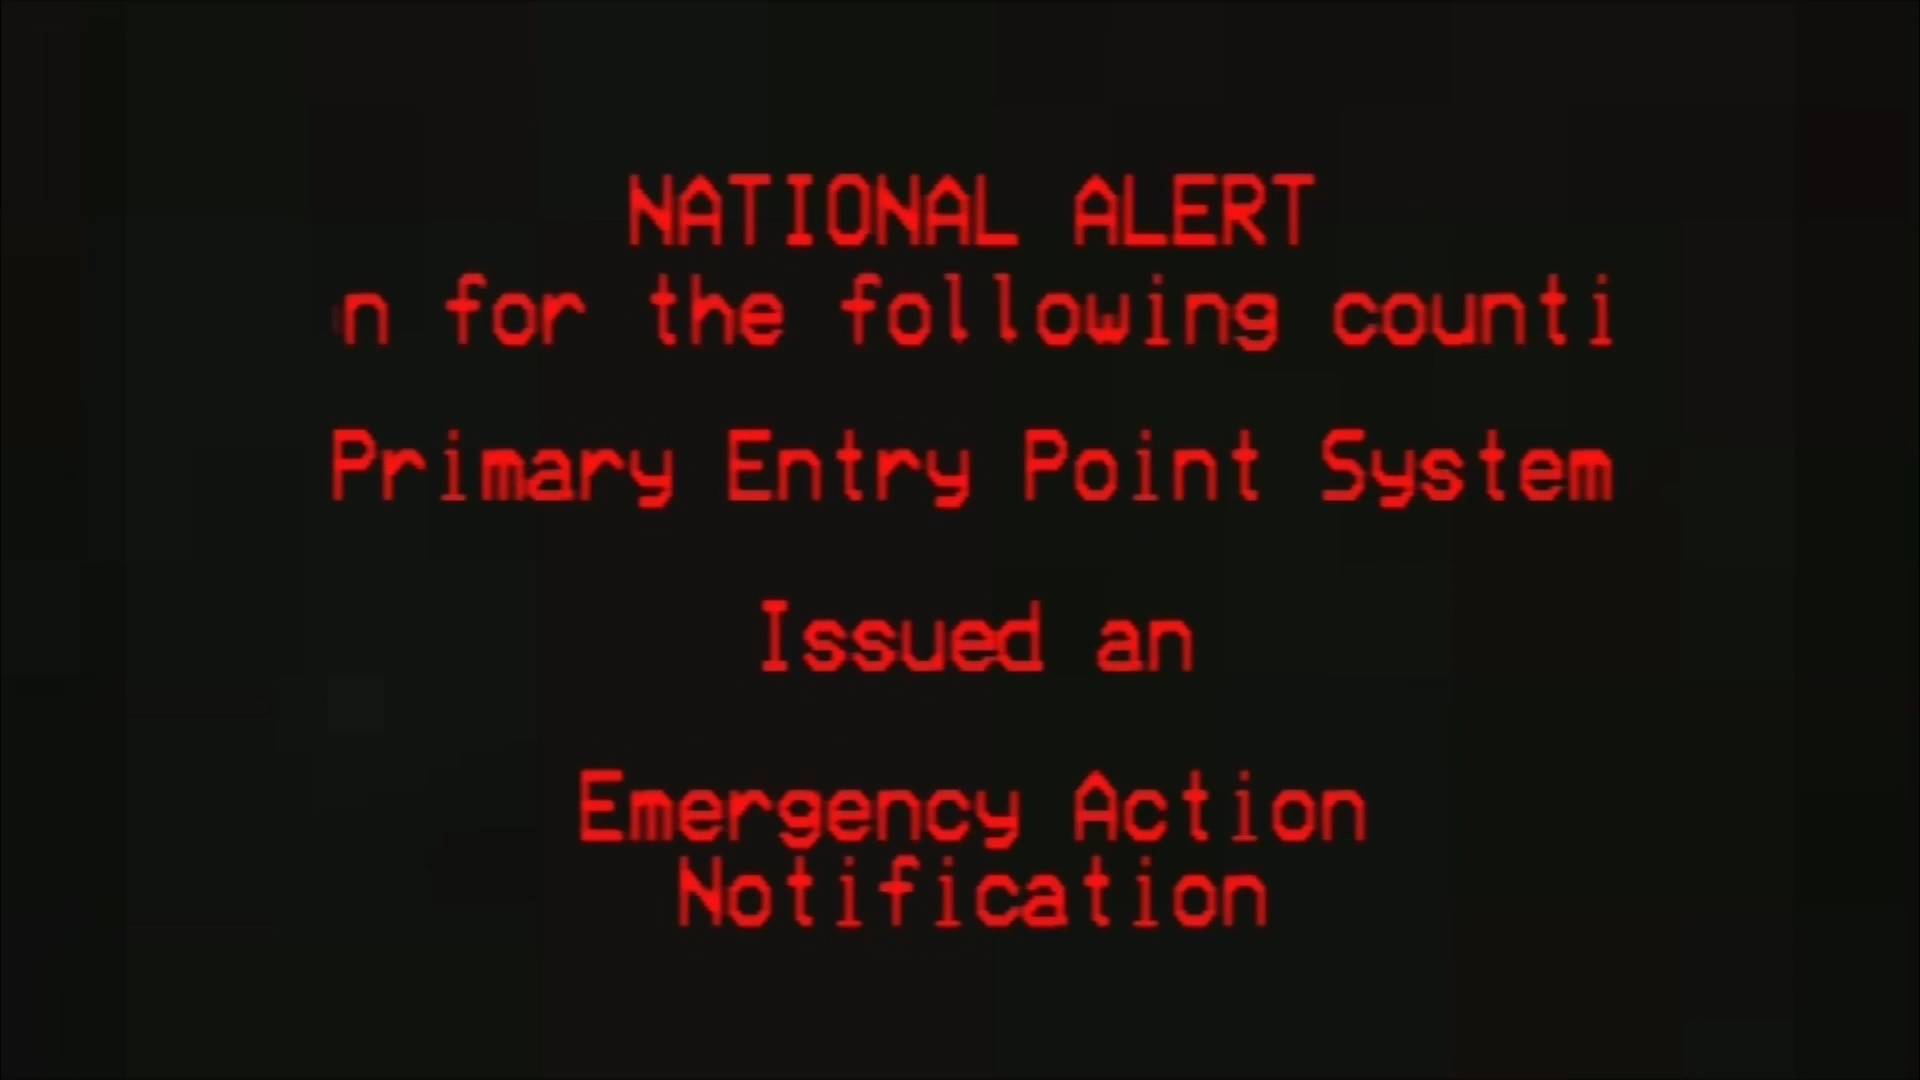 NATIONAL ALERT
n for the following counti
Primary Entry Point System
Issued an
Emergency Action
Notification